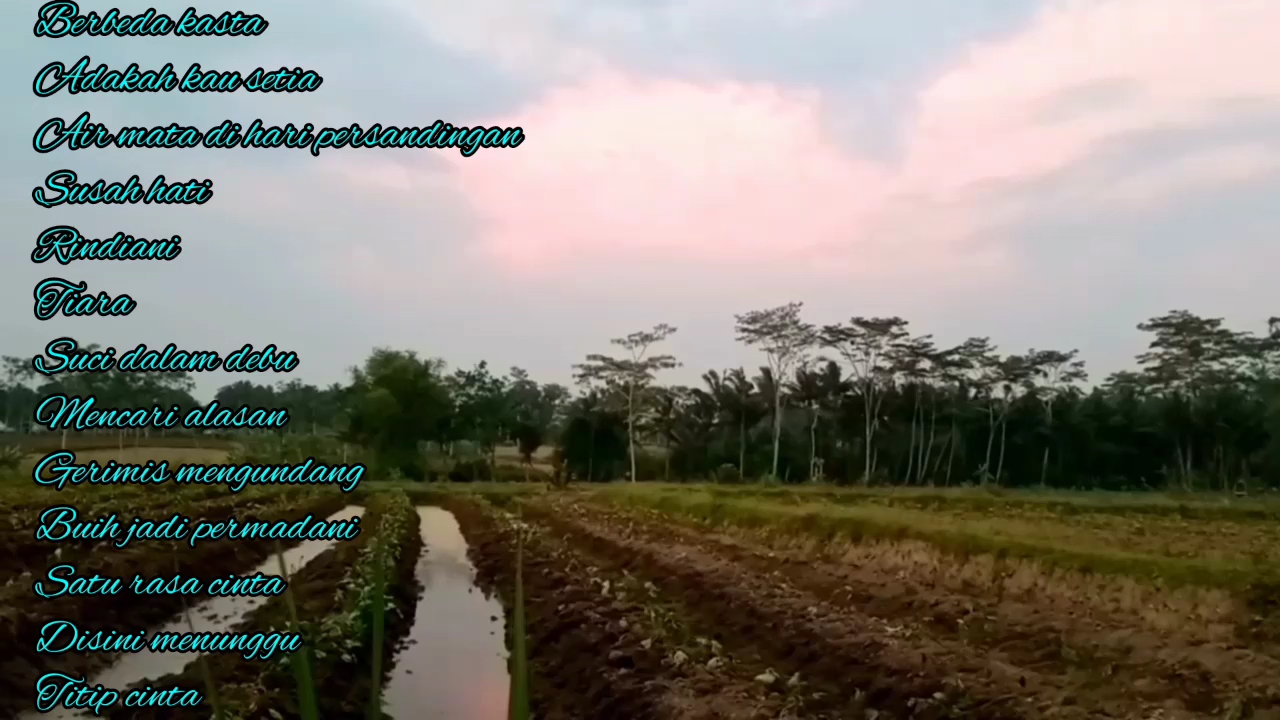 Berbeda kasta
Adakah kau setia
Air mata di hari persandingan
Susah hati
Rindiani
Tiara
Suci dalam debu
Mencari alasan
Gerimis mengundang
Buih jadi permadani
Satu rasa cinta
Disini menunggu
Titip cinta